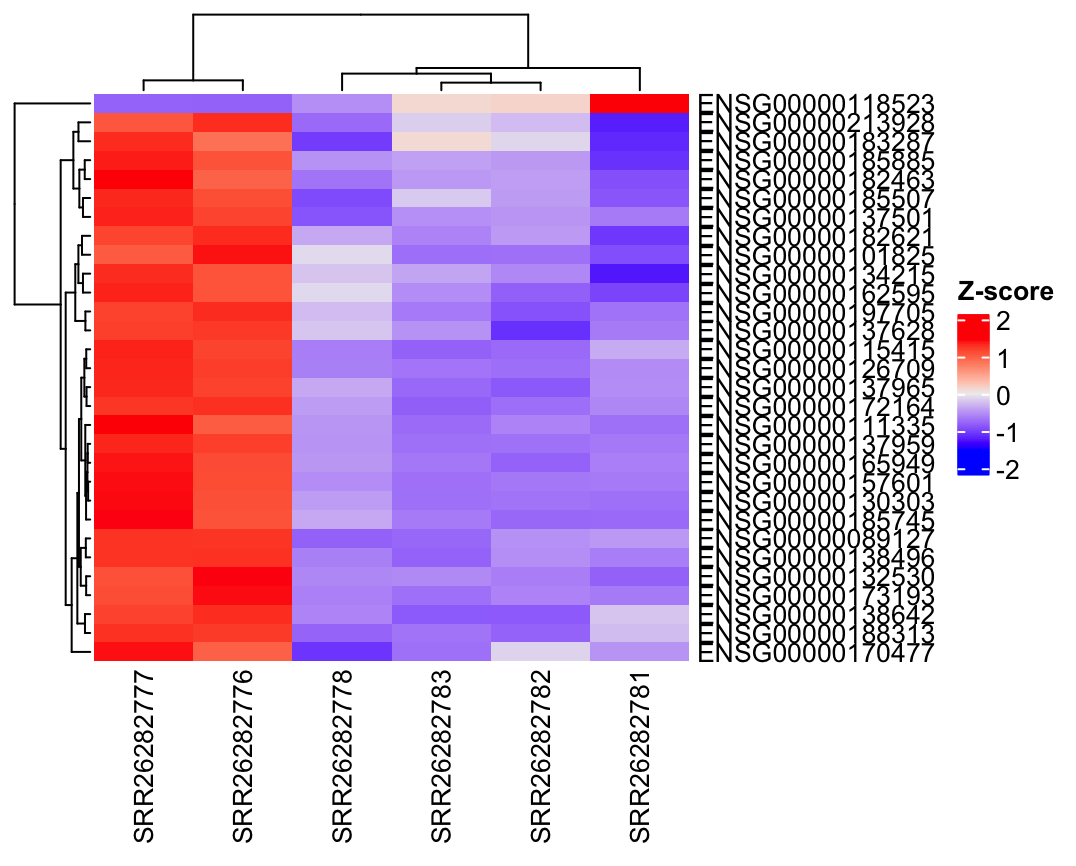 ENSG00000118523
ENSG00000213928
ENSG00000183287
ENSG00000185885
ENSG00000182463
ENSG00000185507
ENSG00000137501
ENSG00000182621
ENSG00000101825
ENSG00000134215
ENSG00000162595
ENSG00000197705
ENSG00000137628
ENSG00000115415
ENSG00000126709
ENSG00000137965
ENSG00000172164
ENSG00000111335
ENSG00000137959
ENSG00000165949
ENSG00000157601
ENSG00000130303
ENSG00000185745
ENSG00000089127
ENSG00000138496
ENSG00000132530
ENSG00000173193
ENSG00000138642
ENSG00000188313
ENSG00000170477
Z-score
2
1
0
-1
-2
SRR26282777
SRR26282776
SRR26282778
SRR26282783
SRR26282782
SRR26282781